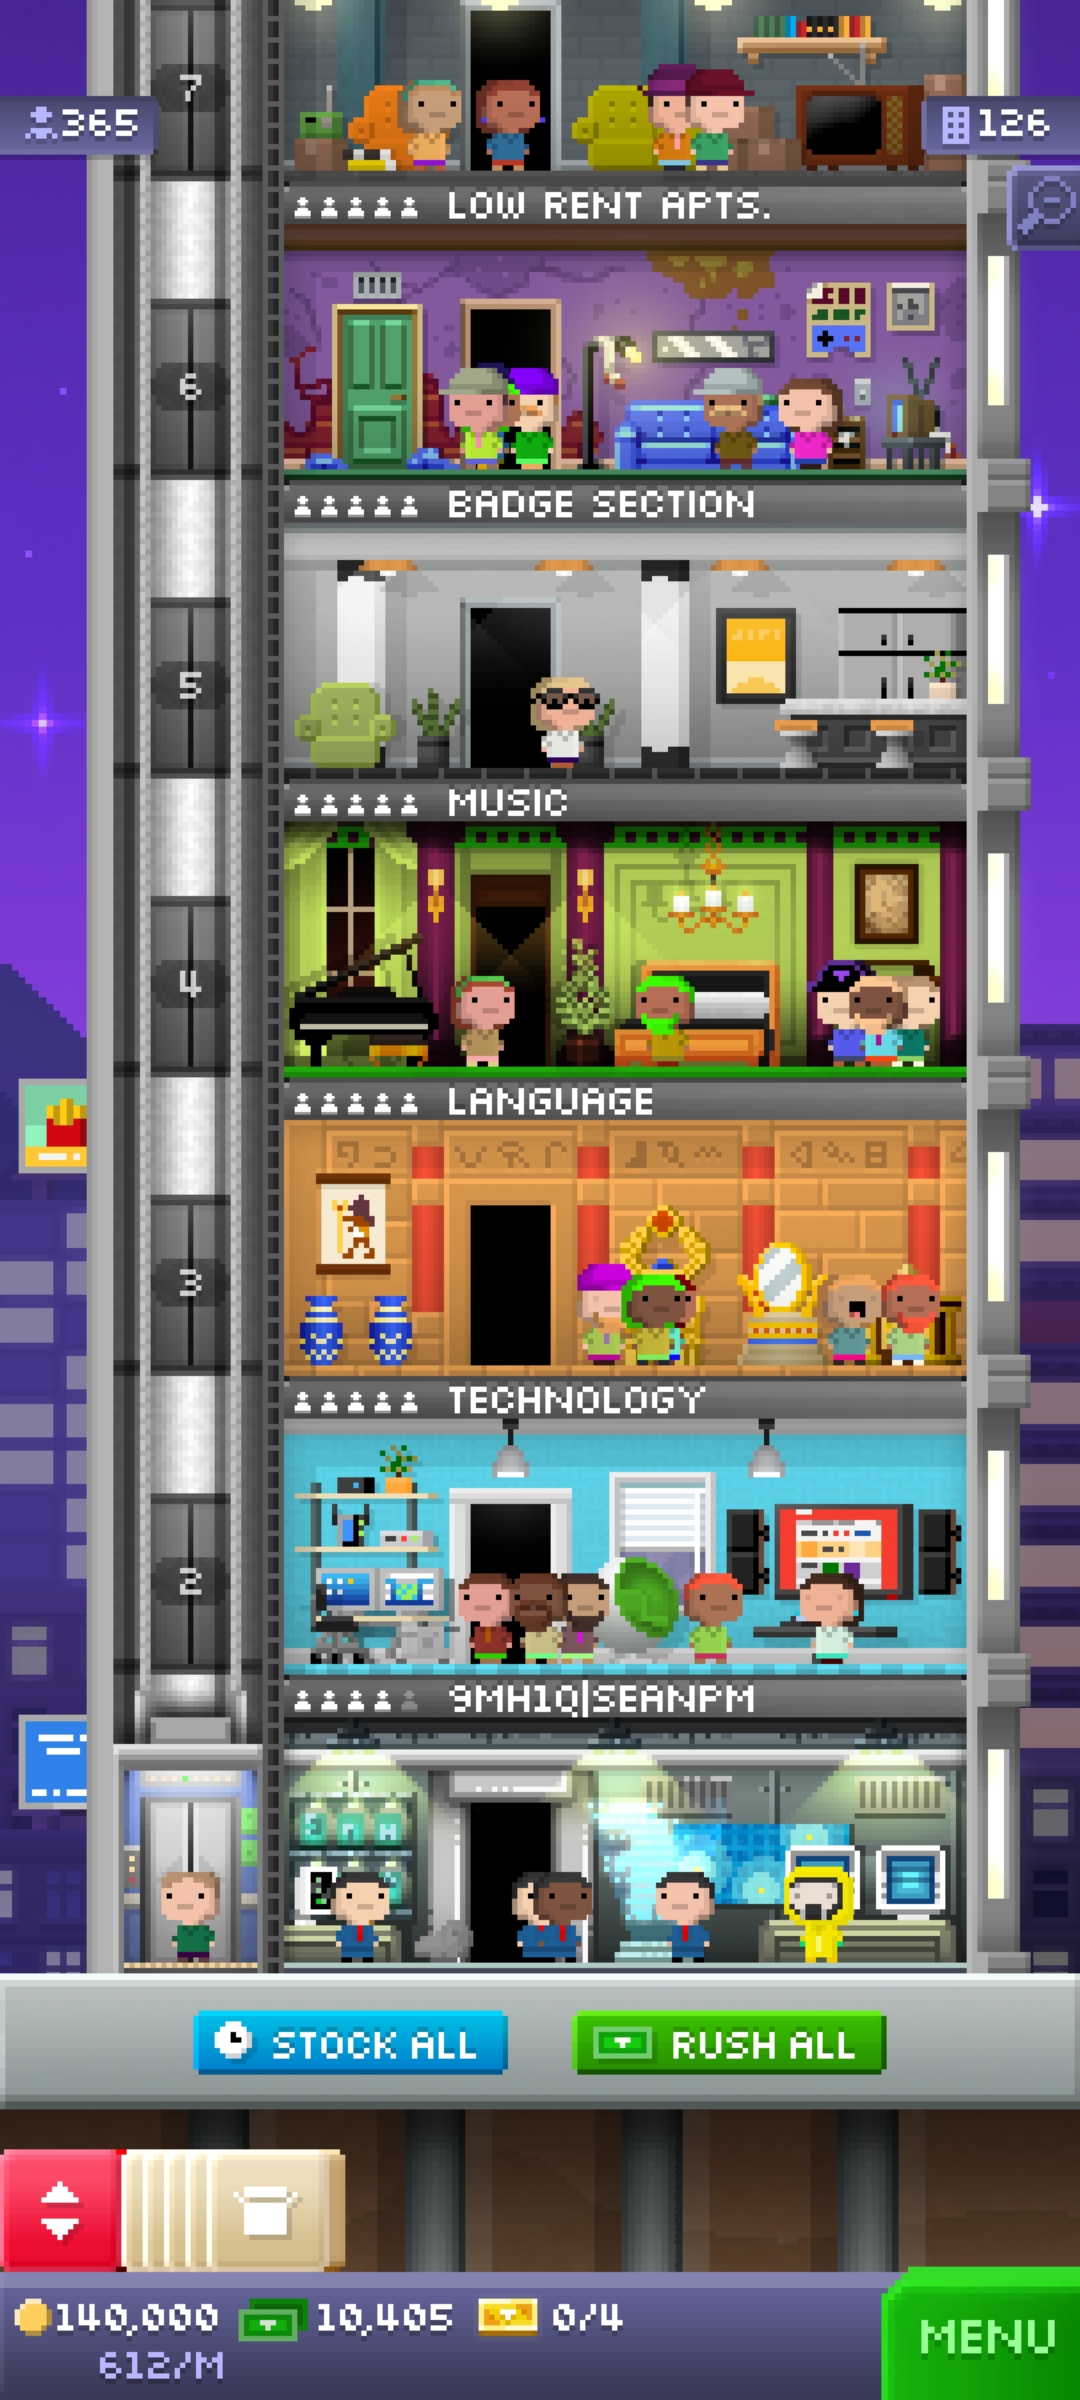 7
365
126
LOW RENT APTS.
6
BADGE SECTION
5
MUSIC
4
LANGUAGE
3
TECHNOLOGY
2
9MH1Q|SEANPM
STOCK ALL
RUSH ALL
140,000
10,405
0/4
612/M
MENU